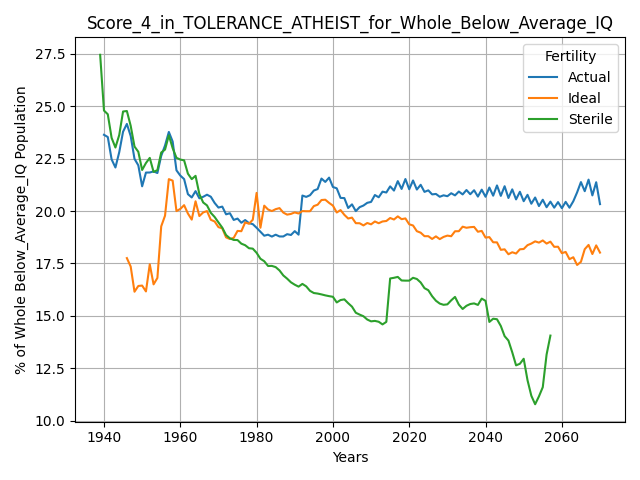 Score_4_in_TOLERANCE_ATHEIST_for_Whole_Below_Average_IQ
% of Whole Below_Average_IQ Population
27.5
25.0
22.5
20.0
17.5
15.0
12.5
10.0
Fertility
Actual
Ideal
Sterile
1940
1960
1980
2000
2020
2040
2060
Years